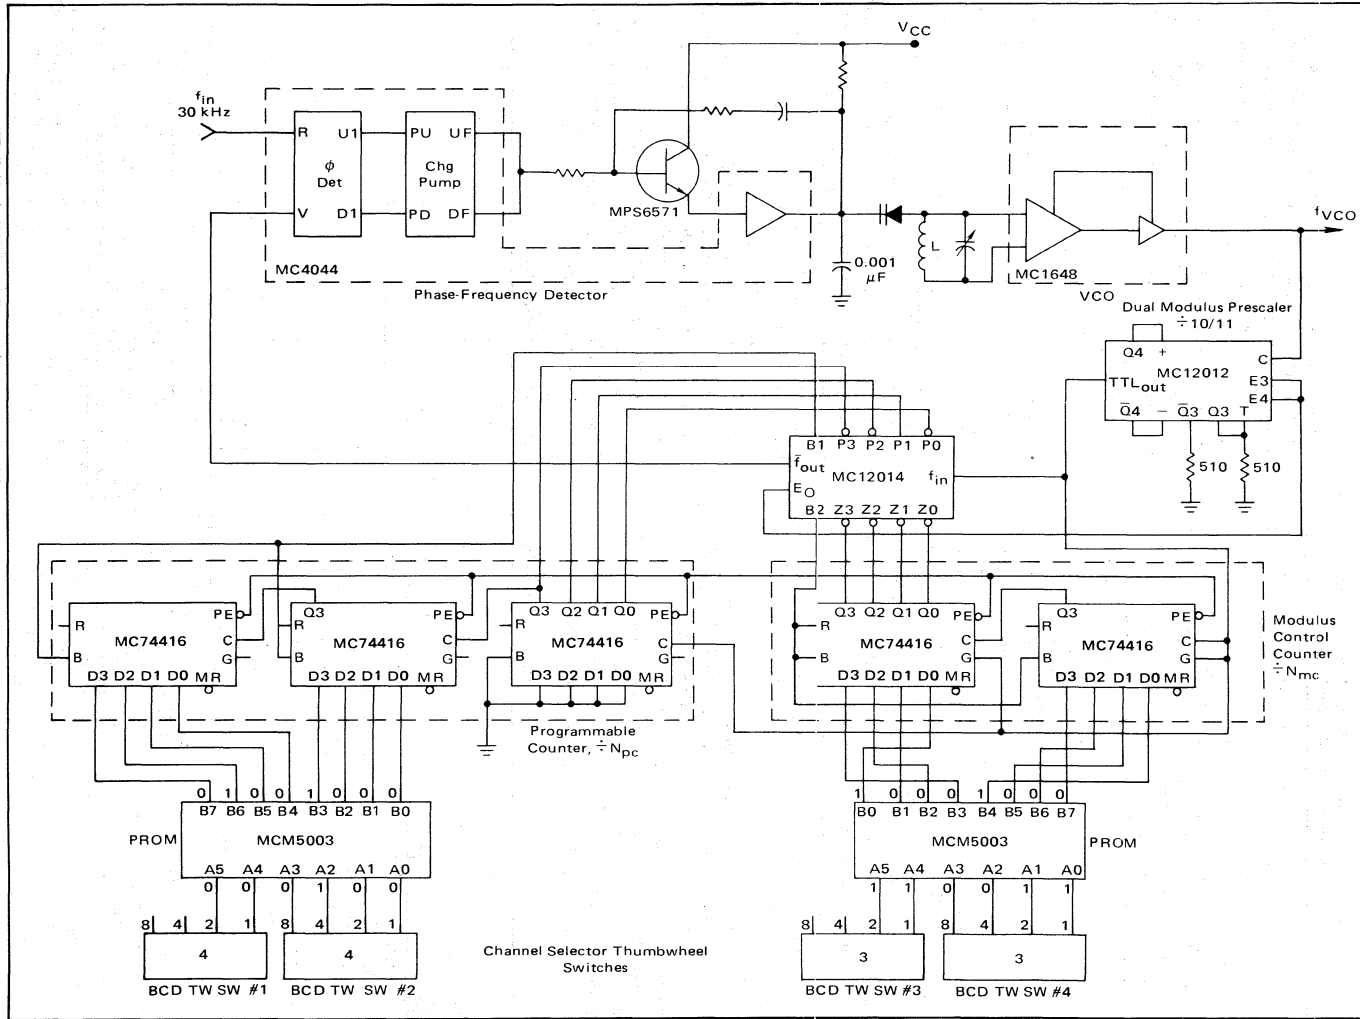 VCC
fin
30 kHz
R U1 PU UF
φ
Det
Chg
Pump
V D1 PD DF
MPS6571
MC4044
Phase-Frequency Detector
0.001
μF
L
MC1648
VCO
fVCO
Dual Modulus Prescaler
÷10/11
Q4 +
C
MC12012
TTLout
E3
E4
Q̅4 − Q̅3 Q3 T
510 510
B1 P3 P2 P1 P0
f̅out
MC12014
fin
EO
B2 Z3 Z2 Z1 Z0
PE
R
MC74416
C
B
G
D3 D2 D1 D0 MR
Q3
PE
R
MC74416
C
B
G
D3 D2 D1 D0 MR
Q3 Q2 Q1 Q0
PE
R
MC74416
C
B
G
D3 D2 D1 D0 MR
Programmable
Counter, ÷Npc
Q3 Q2 Q1 Q0
PE
R
MC74416
C
B
G
D3 D2 D1 D0 MR
Q3
PE
R
MC74416
C
B
G
D3 D2 D1 D0 MR
Modulus
Control
Counter
÷Nmc
0 1 0 0 1 0 0 0
B7 B6 B5 B4 B3 B2 B1 B0
PROM
MCM5003
A5 A4 A3 A2 A1 A0
0 0 0 1 0 0
8 4 2 1 8 4 2 1
4 4
BCD TW SW #1 BCD TW SW #2
Channel Selector Thumbwheel
Switches
1 0 0 0 1 0 0 0
B0 B1 B2 B3 B4 B5 B6 B7
MCM5003
PROM
A5 A4 A3 A2 A1 A0
1 1 0 0 1 1
8 4 2 1 8 4 2 1
3 3
BCD TW SW #3 BCD TW SW #4